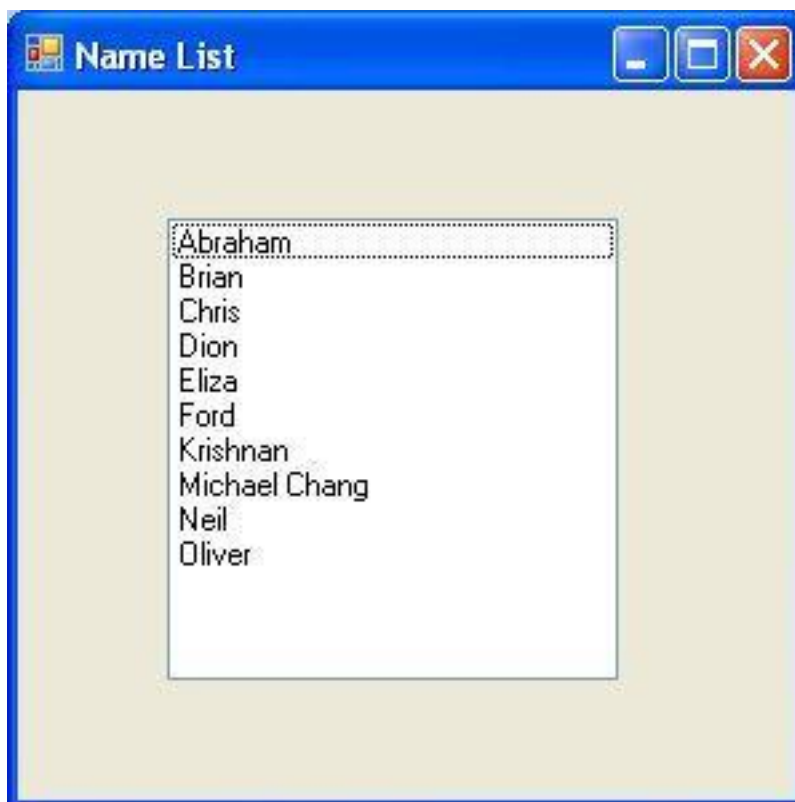 Name List
Abraham
Brian
Chris
Dion
Eliza
Ford
Krishnan
Michael Chang
Neil
Oliver